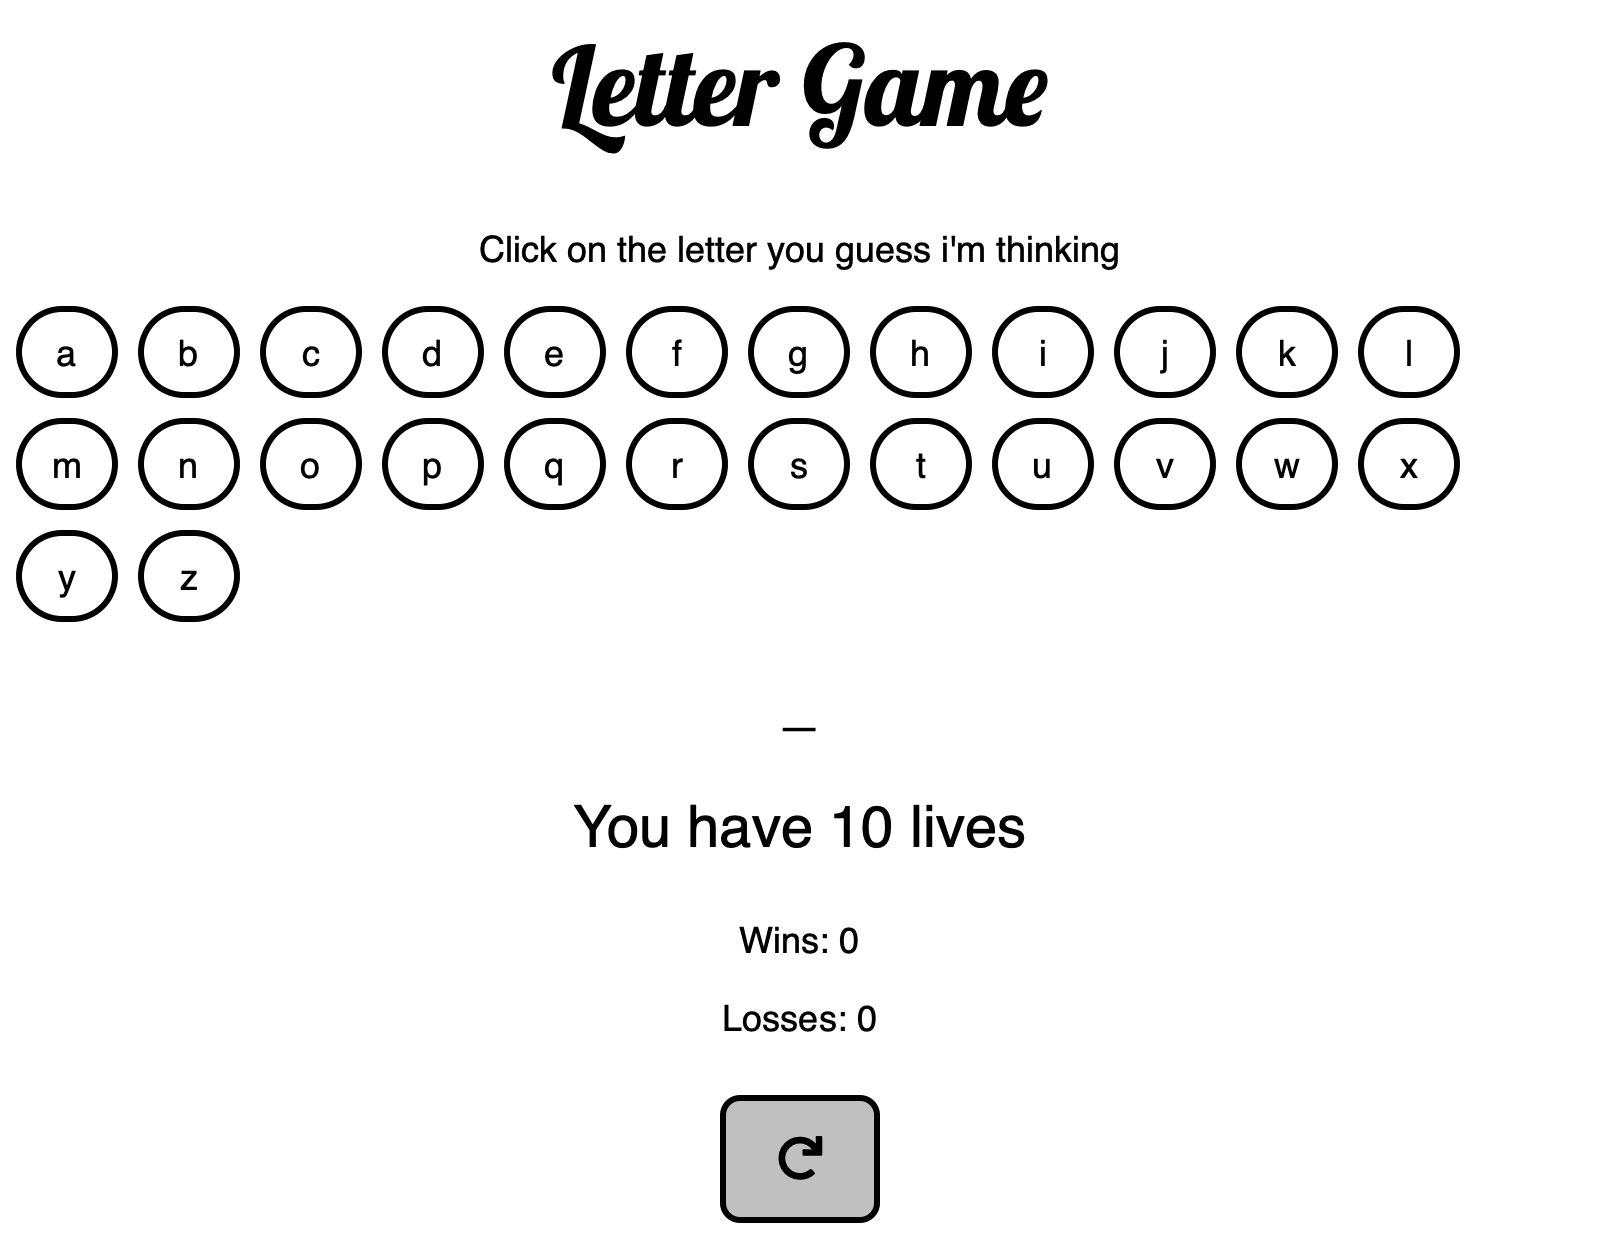 Letter Game
Click on the letter you guess i'm thinking
a b c d e f g h i j k l
m n o p q r s t u v w x
y z
_
You have 10 lives
Wins: 0
Losses: 0